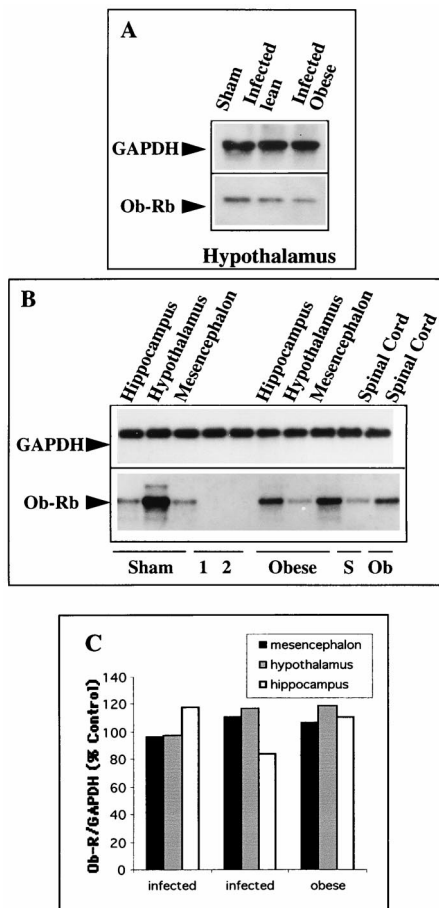 A
Sham
Infected lean
Infected Obese
GAPDH
Ob-Rb
Hypothalamus
B
Hippocampus
Hypothalamus
Mesencephalon
Hippocampus
Hypothalamus
Mesencephalon
Spinal Cord
Spinal Cord
GAPDH
Ob-Rb
Sham 1 2 Obese S Ob
C
mesencephalon
hypothalamus
hippocampus
Ob-R/GAPDH (% Control)
140
120
100
80
60
40
20
0
infected infected obese